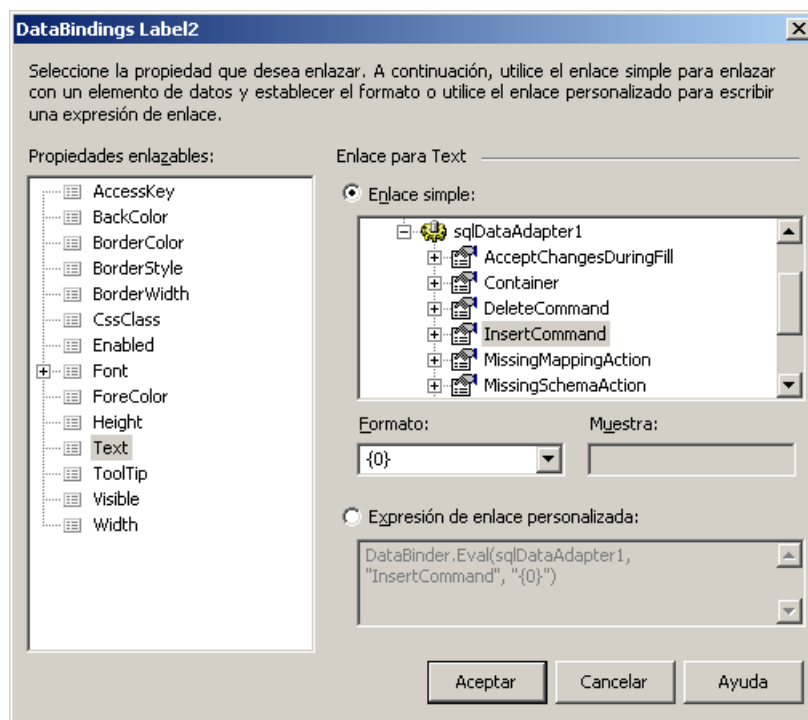 DataBindings Label2
Seleccione la propiedad que desea enlazar. A continuación, utilice el enlace simple para enlazar
con un elemento de datos y establecer el formato o utilice el enlace personalizado para escribir
una expresión de enlace.
Propiedades enlazables:
AccessKey
BackColor
BorderColor
BorderStyle
BorderWidth
CssClass
Enabled
Font
ForeColor
Height
Text
ToolTip
Visible
Width
Enlace para Text
Enlace simple:
sqlDataAdapter1
AcceptChangesDuringFill
Container
DeleteCommand
InsertCommand
MissingMappingAction
MissingSchemaAction
Formato:
Muestra:
{0}
Expresión de enlace personalizada:
DataBinder.Eval(sqlDataAdapter1,
"InsertCommand", "{0}")
Aceptar
Cancelar
Ayuda